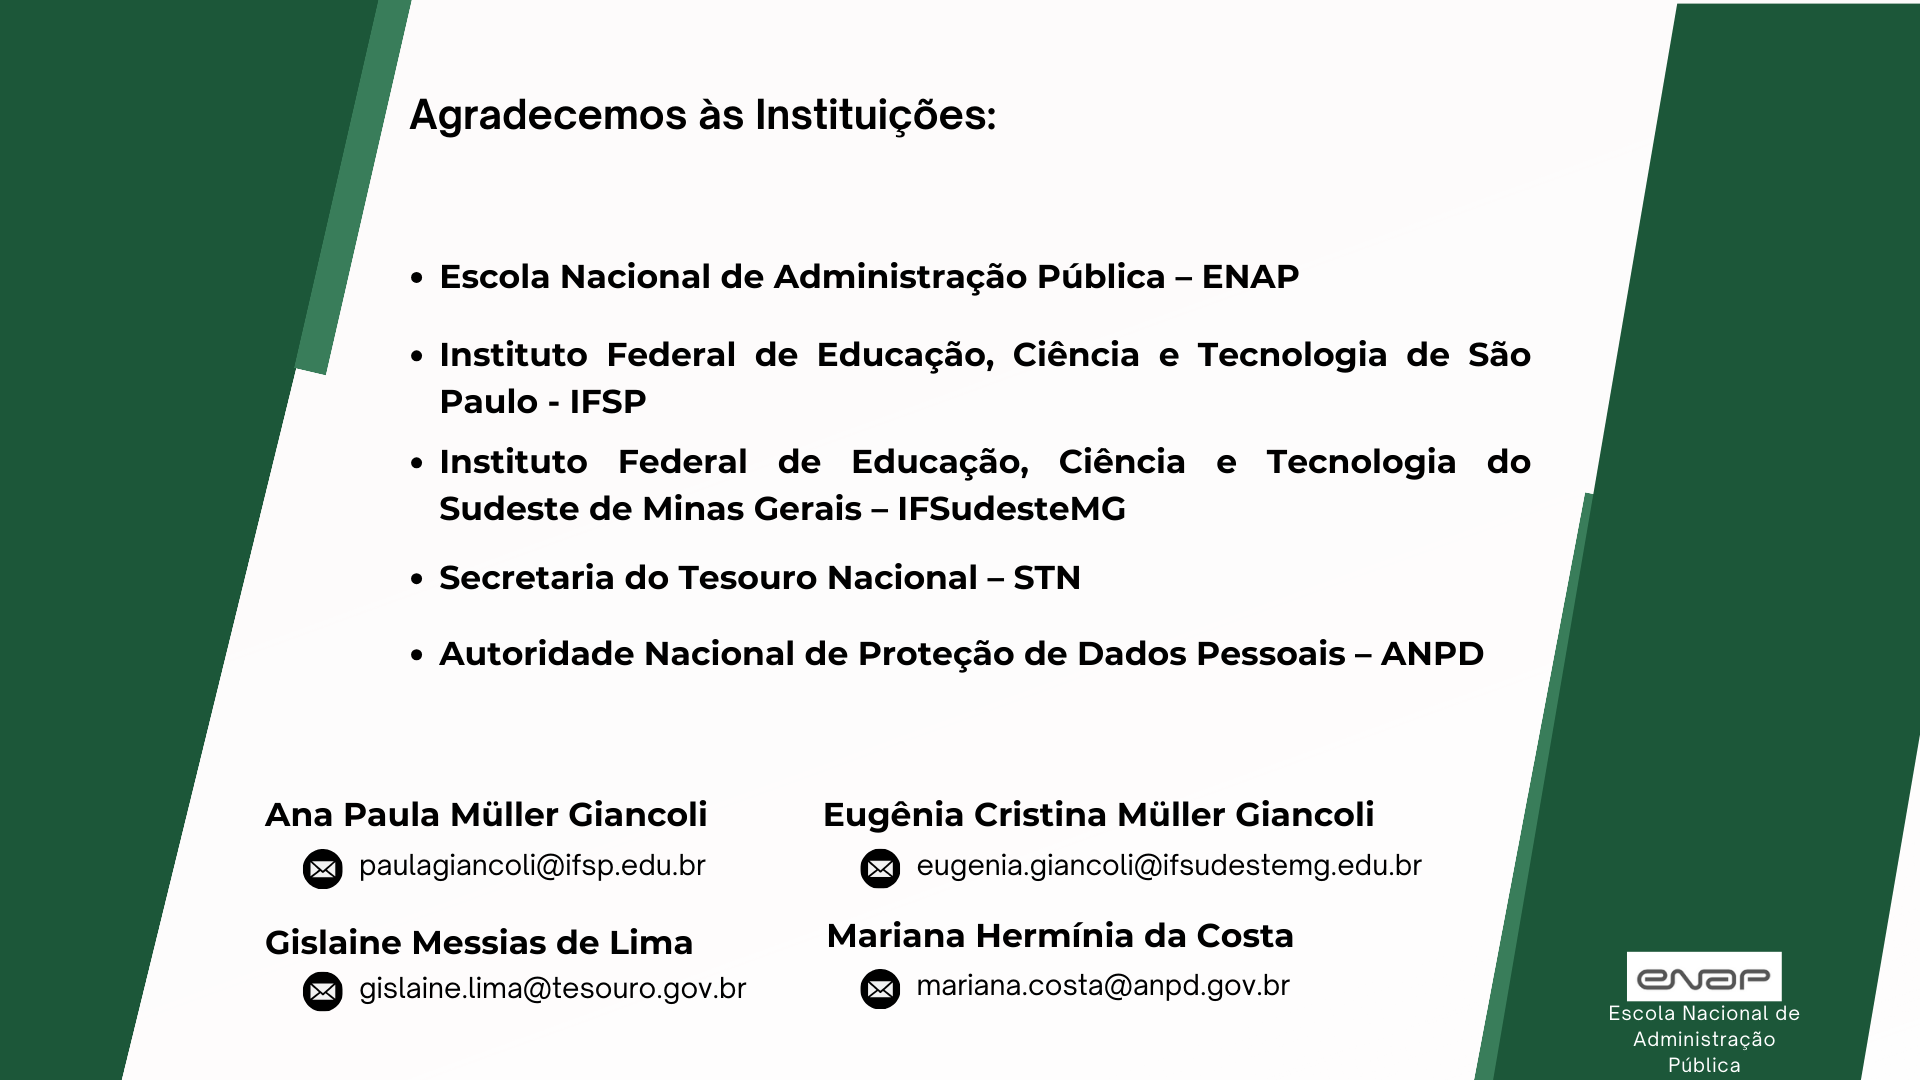 Agradecemos às Instituições:
• Escola Nacional de Administração Pública – ENAP
• Instituto Federal de Educação, Ciência e Tecnologia de São
Paulo - IFSP
• Instituto Federal de Educação, Ciência e Tecnologia do
Sudeste de Minas Gerais – IFSudesteMG
• Secretaria do Tesouro Nacional – STN
• Autoridade Nacional de Proteção de Dados Pessoais – ANPD
Ana Paula Müller Giancoli
paulagiancoli@ifsp.edu.br
Eugênia Cristina Müller Giancoli
eugenia.giancoli@ifsudestemg.edu.br
Gislaine Messias de Lima
gislaine.lima@tesouro.gov.br
Mariana Hermínia da Costa
mariana.costa@anpd.gov.br
enap
Escola Nacional de
Administração
Pública